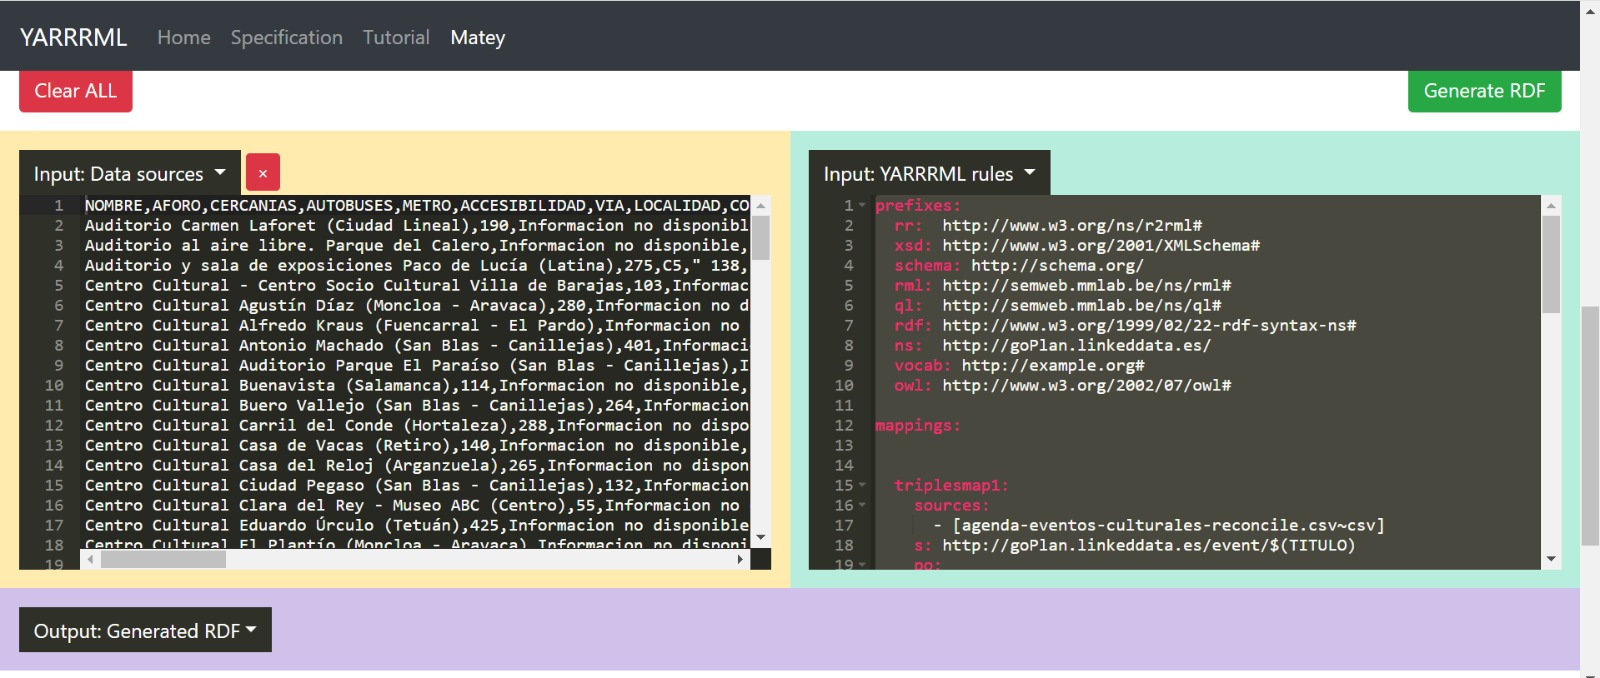 YARRRML Home Specification Tutorial Matey
Clear ALL
Generate RDF
Input: Data sources ×
1 NOMBRE,AFORO,CERCANIAS,AUTOBUSES,METRO,ACCESIBILIDAD,VIA,LOCALIDAD,CO
2 Auditorio Carmen Laforet (Ciudad Lineal),190,Informacion no disponibl
3 Auditorio al aire libre. Parque del Calero,Informacion no disponible,
4 Auditorio y sala de exposiciones Paco de Lucía (Latina),275,C5," 138,
5 Centro Cultural - Centro Socio Cultural Villa de Barajas,103,Informac
6 Centro Cultural Agustín Díaz (Moncloa - Aravaca),280,Informacion no d
7 Centro Cultural Alfredo Kraus (Fuencarral - El Pardo),Informacion no
8 Centro Cultural Antonio Machado (San Blas - Canillejas),401,Informaci
9 Centro Cultural Auditorio Parque El Paraíso (San Blas - Canillejas),I
10 Centro Cultural Buenavista (Salamanca),114,Informacion no disponible,
11 Centro Cultural Buero Vallejo (San Blas - Canillejas),264,Informacion
12 Centro Cultural Carril del Conde (Hortaleza),288,Informacion no dispo
13 Centro Cultural Casa de Vacas (Retiro),140,Informacion no disponible,
14 Centro Cultural Casa del Reloj (Arganzuela),265,Informacion no dispon
15 Centro Cultural Ciudad Pegaso (San Blas - Canillejas),132,Informacion
16 Centro Cultural Clara del Rey - Museo ABC (Centro),55,Informacion no
17 Centro Cultural Eduardo Úrculo (Tetuán),425,Informacion no disponible
18 Centro Cultural El Plantío (Moncloa - Aravaca),Informacion no disponi
19
Input: YARRRML rules
1 prefixes:
2 rr: http://www.w3.org/ns/r2rml#
3 xsd: http://www.w3.org/2001/XMLSchema#
4 schema: http://schema.org/
5 rml: http://semweb.mmlab.be/ns/rml#
6 ql: http://semweb.mmlab.be/ns/ql#
7 rdf: http://www.w3.org/1999/02/22-rdf-syntax-ns#
8 ns: http://goPlan.linkeddata.es/
9 vocab: http://example.org#
10 owl: http://www.w3.org/2002/07/owl#
11
12 mappings:
13
14
15 triplesmap1:
16 sources:
17 - [agenda-eventos-culturales-reconcile.csv~csv]
18 s: http://goPlan.linkeddata.es/event/$(TITULO)
19 po:
Output: Generated RDF